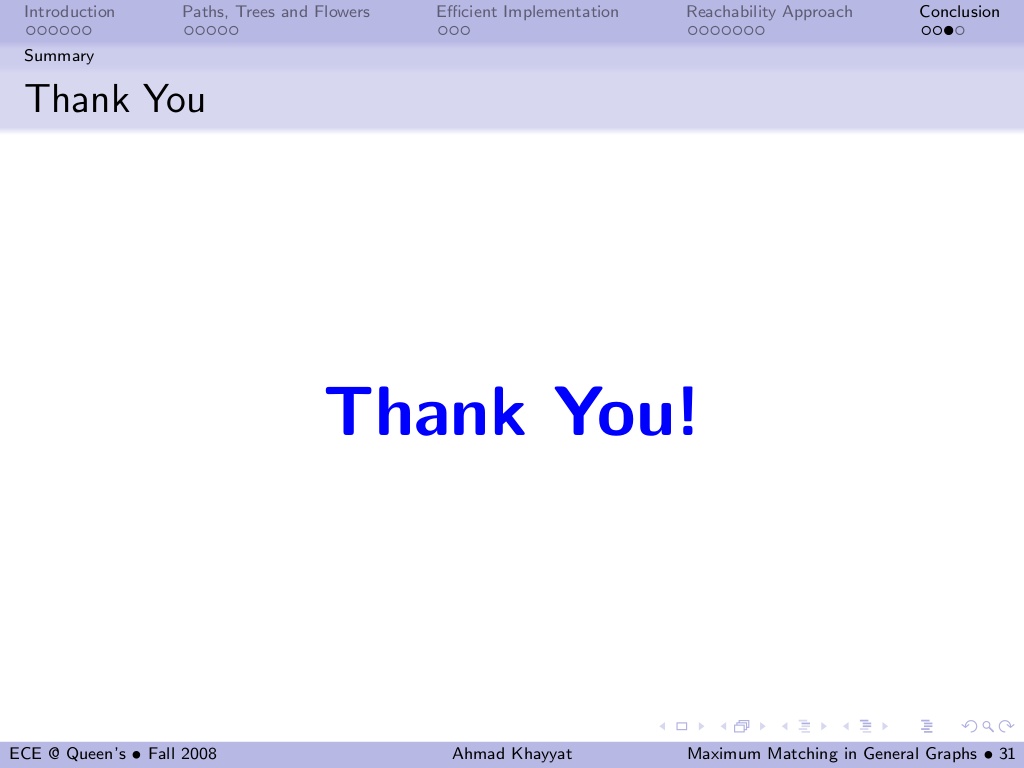 Introduction Paths, Trees and Flowers Efficient Implementation Reachability Approach Conclusion
Summary
Thank You
Thank You!
ECE @ Queen's • Fall 2008 Ahmad Khayyat Maximum Matching in General Graphs • 31